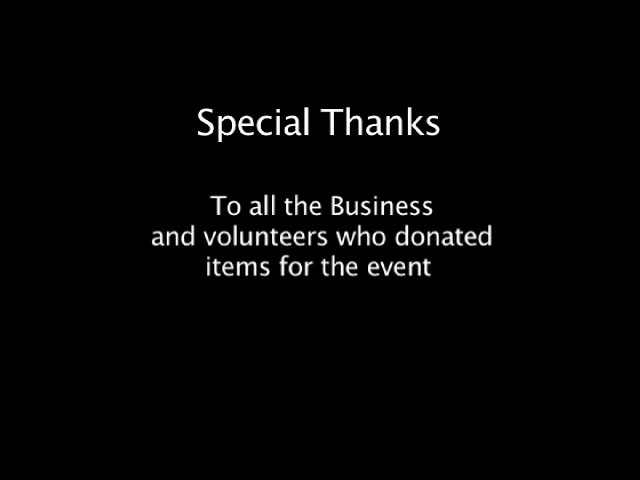 Special Thanks
To all the Business
and volunteers who donated
items for the event